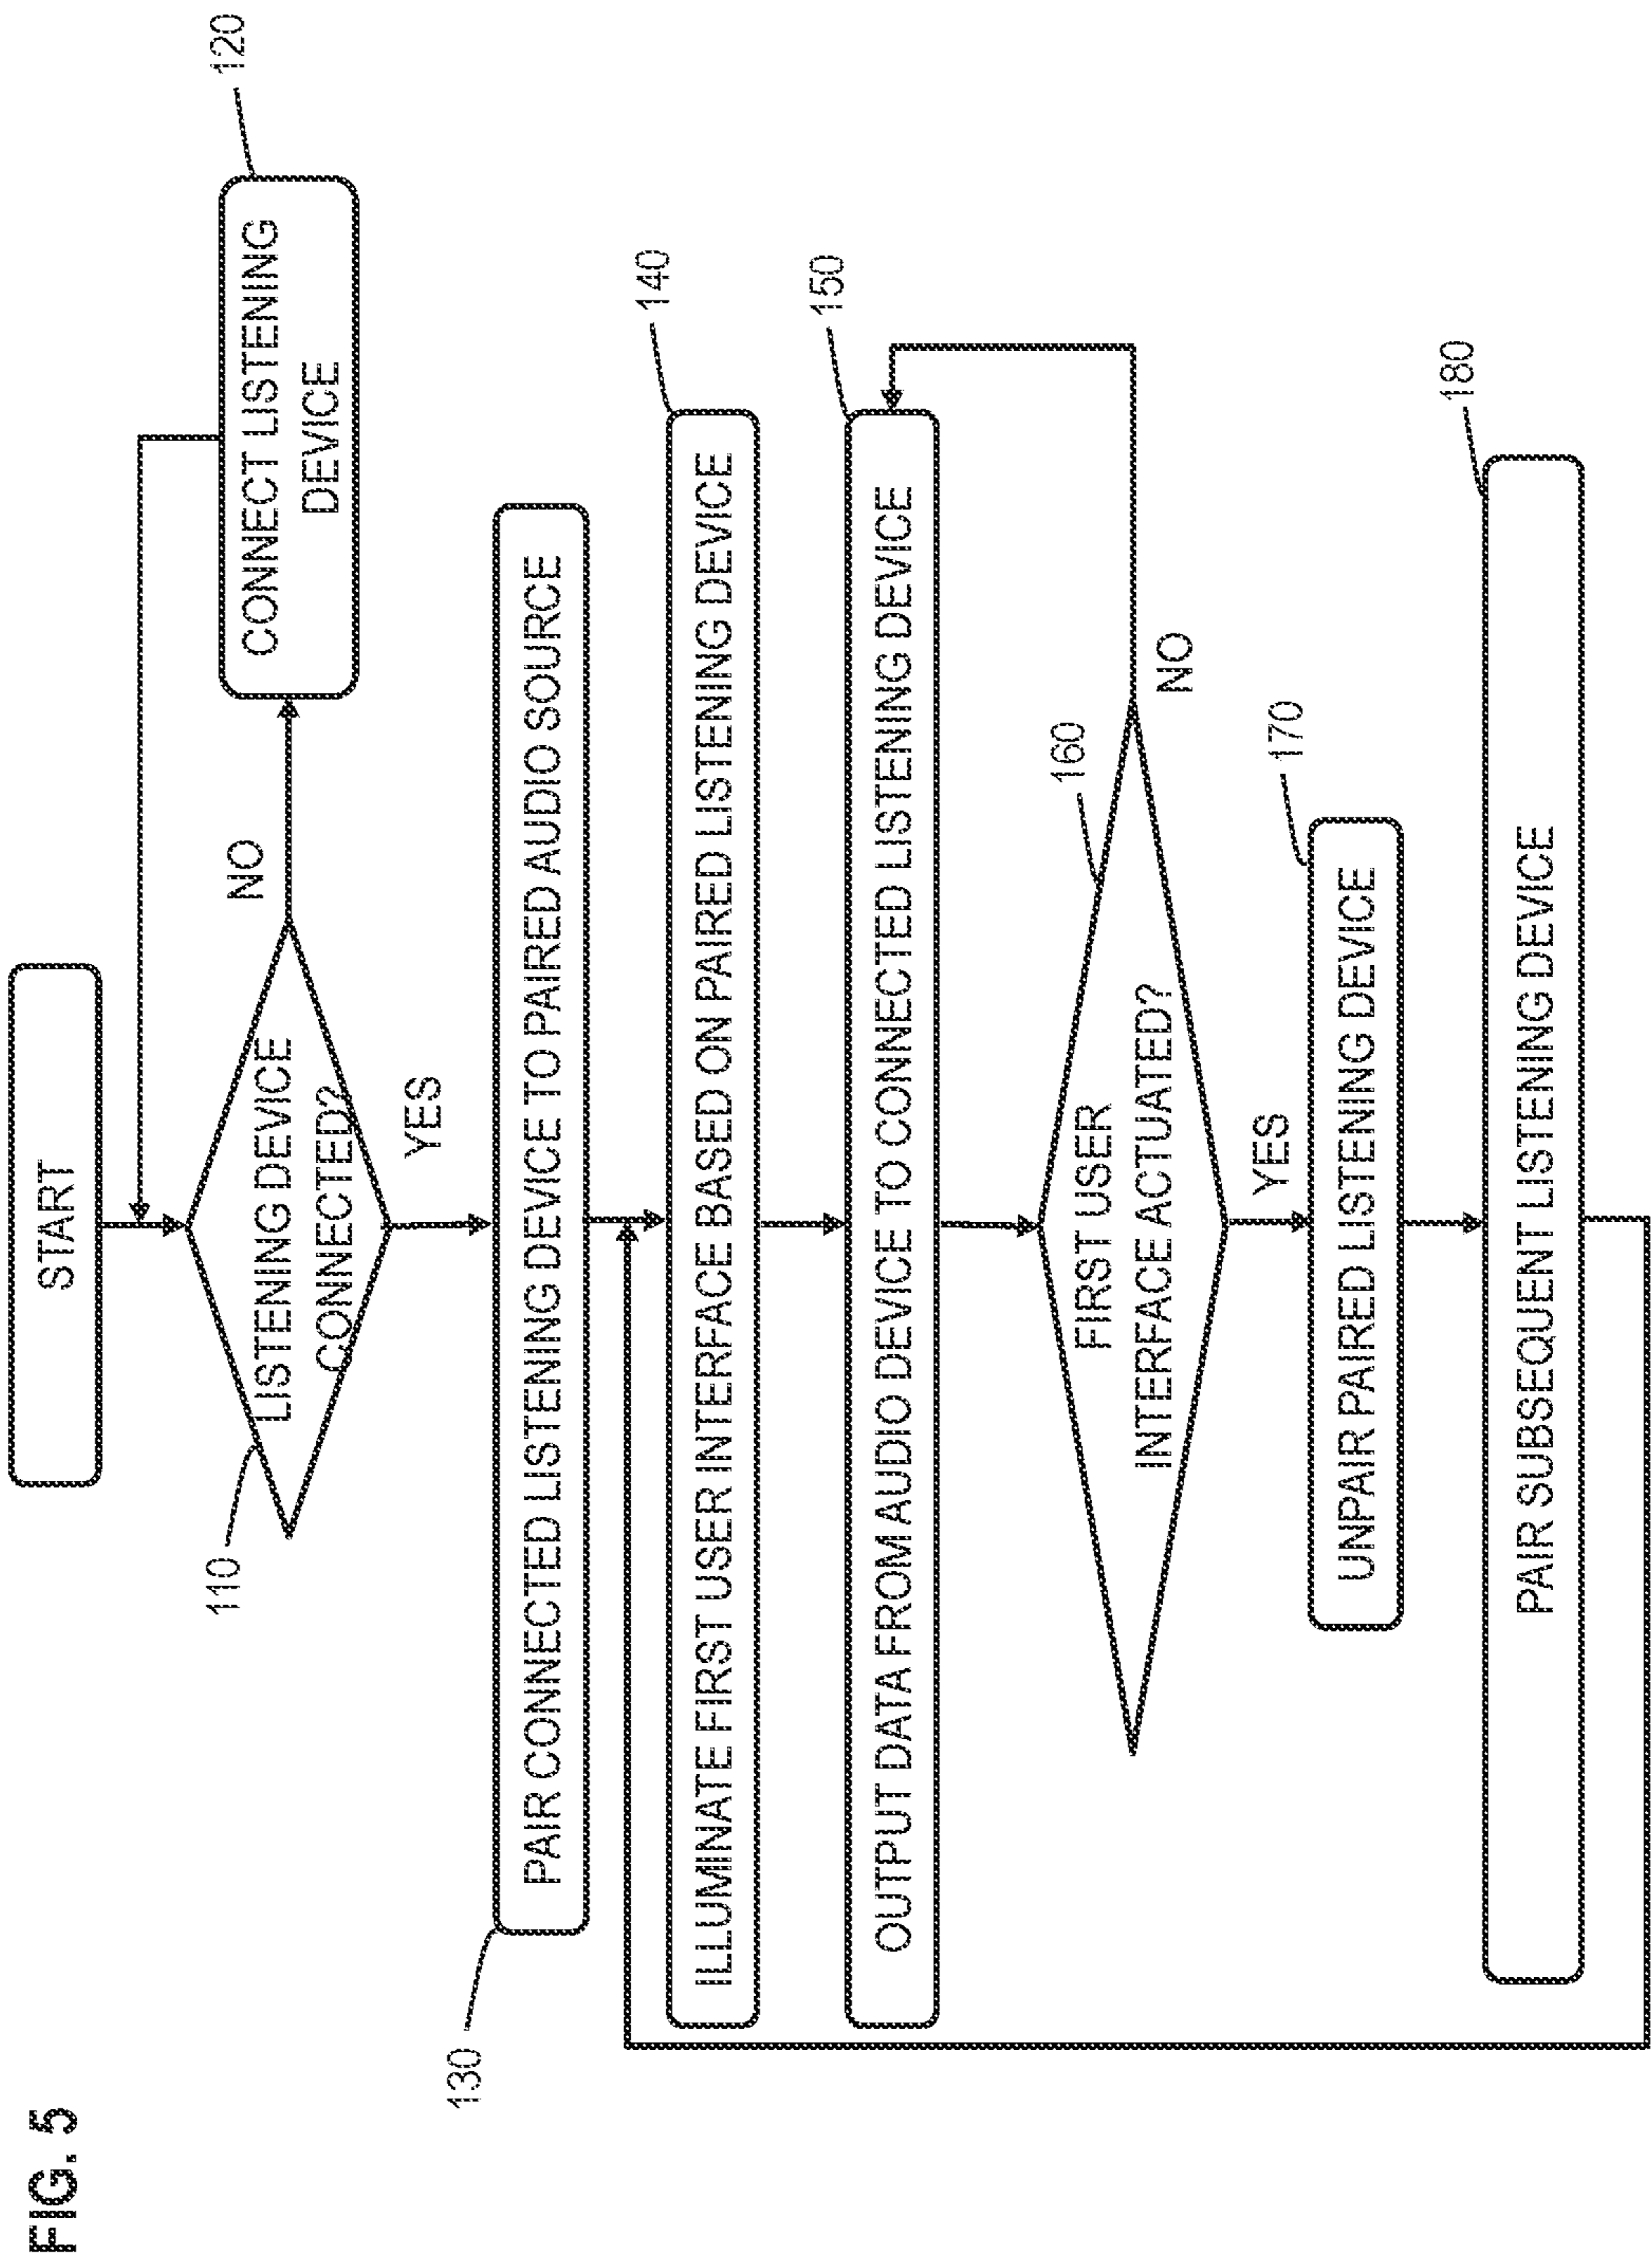 FIG. 5
START
110
LISTENING DEVICE
CONNECTED?
NO
120
CONNECT LISTENING
DEVICE
YES
130
PAIR CONNECTED LISTENING DEVICE TO PAIRED AUDIO SOURCE
140
ILLUMINATE FIRST USER INTERFACE BASED ON PAIRED LISTENING DEVICE
150
OUTPUT DATA FROM AUDIO DEVICE TO CONNECTED LISTENING DEVICE
160
FIRST USER
INTERFACE ACTUATED?
NO
YES
170
UNPAIR PAIRED LISTENING DEVICE
180
PAIR SUBSEQUENT LISTENING DEVICE